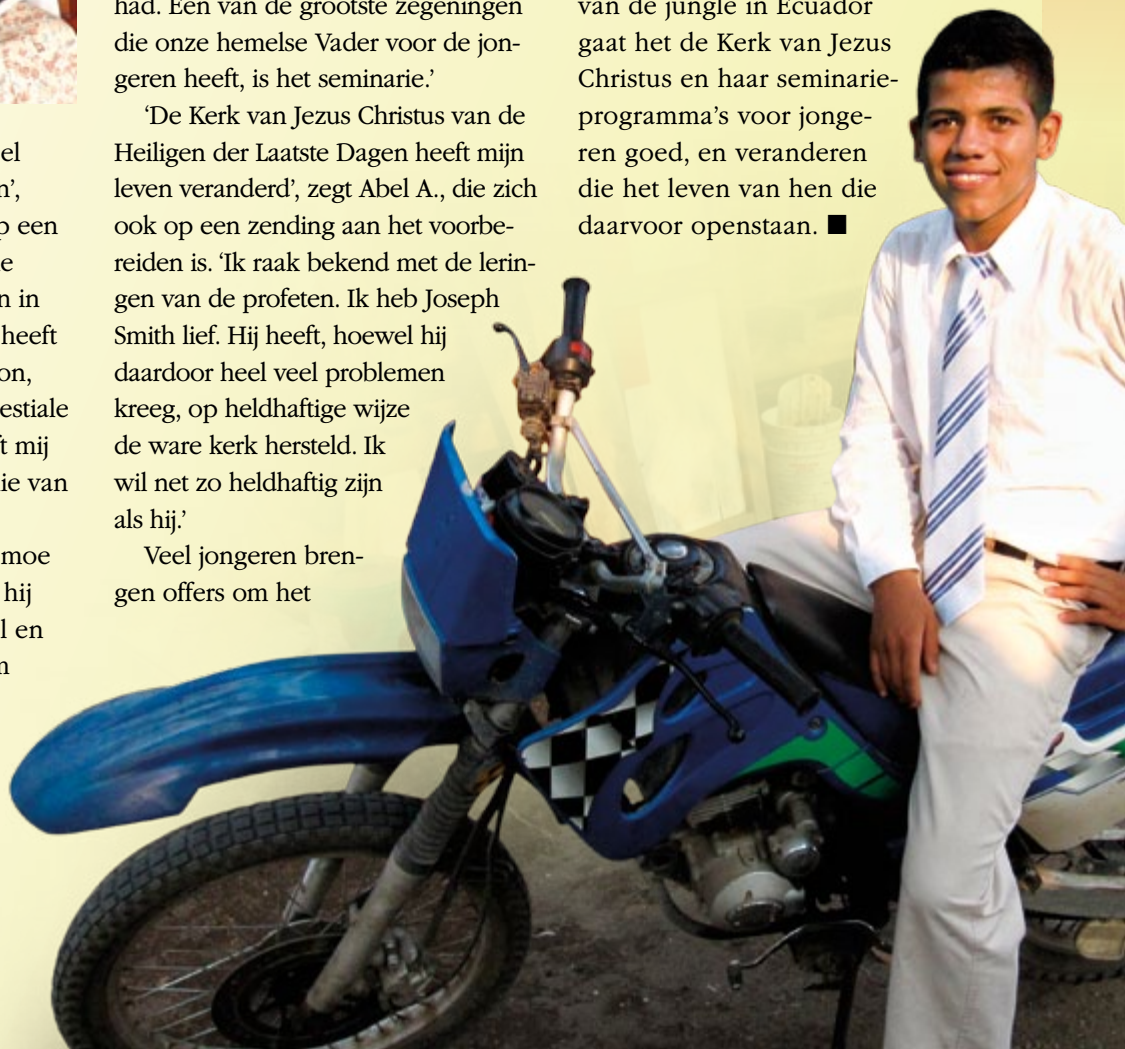 el
n’,
p een
e
n in
heeft
on,
estiale
ft mij
ie van
moe
hij
l en
n
had. Een van de grootste zegeningen
die onze hemelse Vader voor de jon-
geren heeft, is het seminarie.’
‘De Kerk van Jezus Christus van de
Heiligen der Laatste Dagen heeft mijn
leven veranderd’, zegt Abel A., die zich
ook op een zending aan het voorbe-
reiden is. ‘Ik raak bekend met de lerin-
gen van de profeten. Ik heb Joseph
Smith lief. Hij heeft, hoewel hij
daardoor heel veel problemen
kreeg, op heldhaftige wijze
de ware kerk hersteld. Ik
wil net zo heldhaftig zijn
als hij.’
Veel jongeren bren-
gen offers om het
van de jungle in Ecuador
gaat het de Kerk van Jezus
Christus en haar seminarie-
programma’s voor jonge-
ren goed, en veranderen
die het leven van hen die
daarvoor openstaan. ■